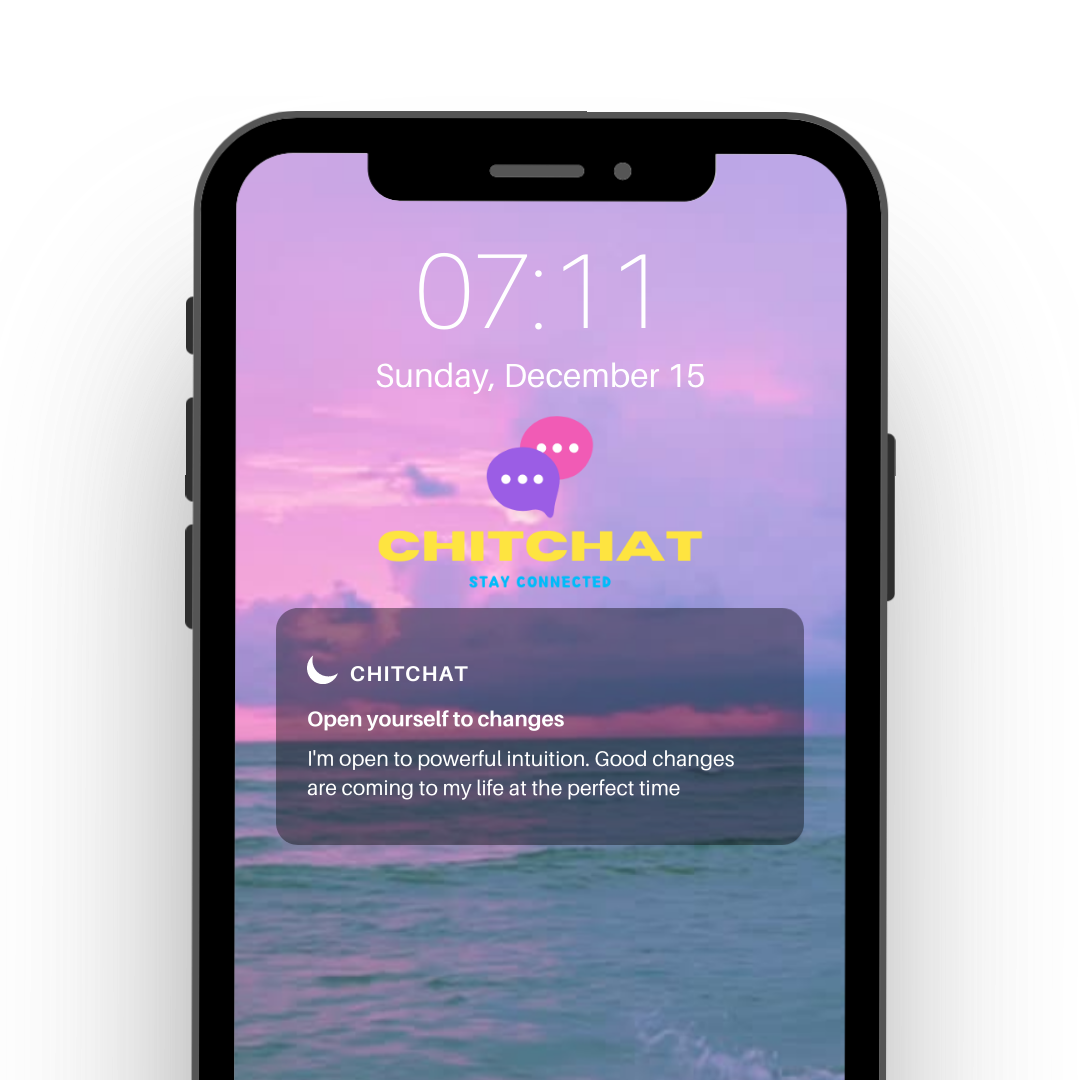 07:11
Sunday, December 15
CHITCHAT
STAY CONNECTED
CHITCHAT
Open yourself to changes
I'm open to powerful intuition. Good changes
are coming to my life at the perfect time